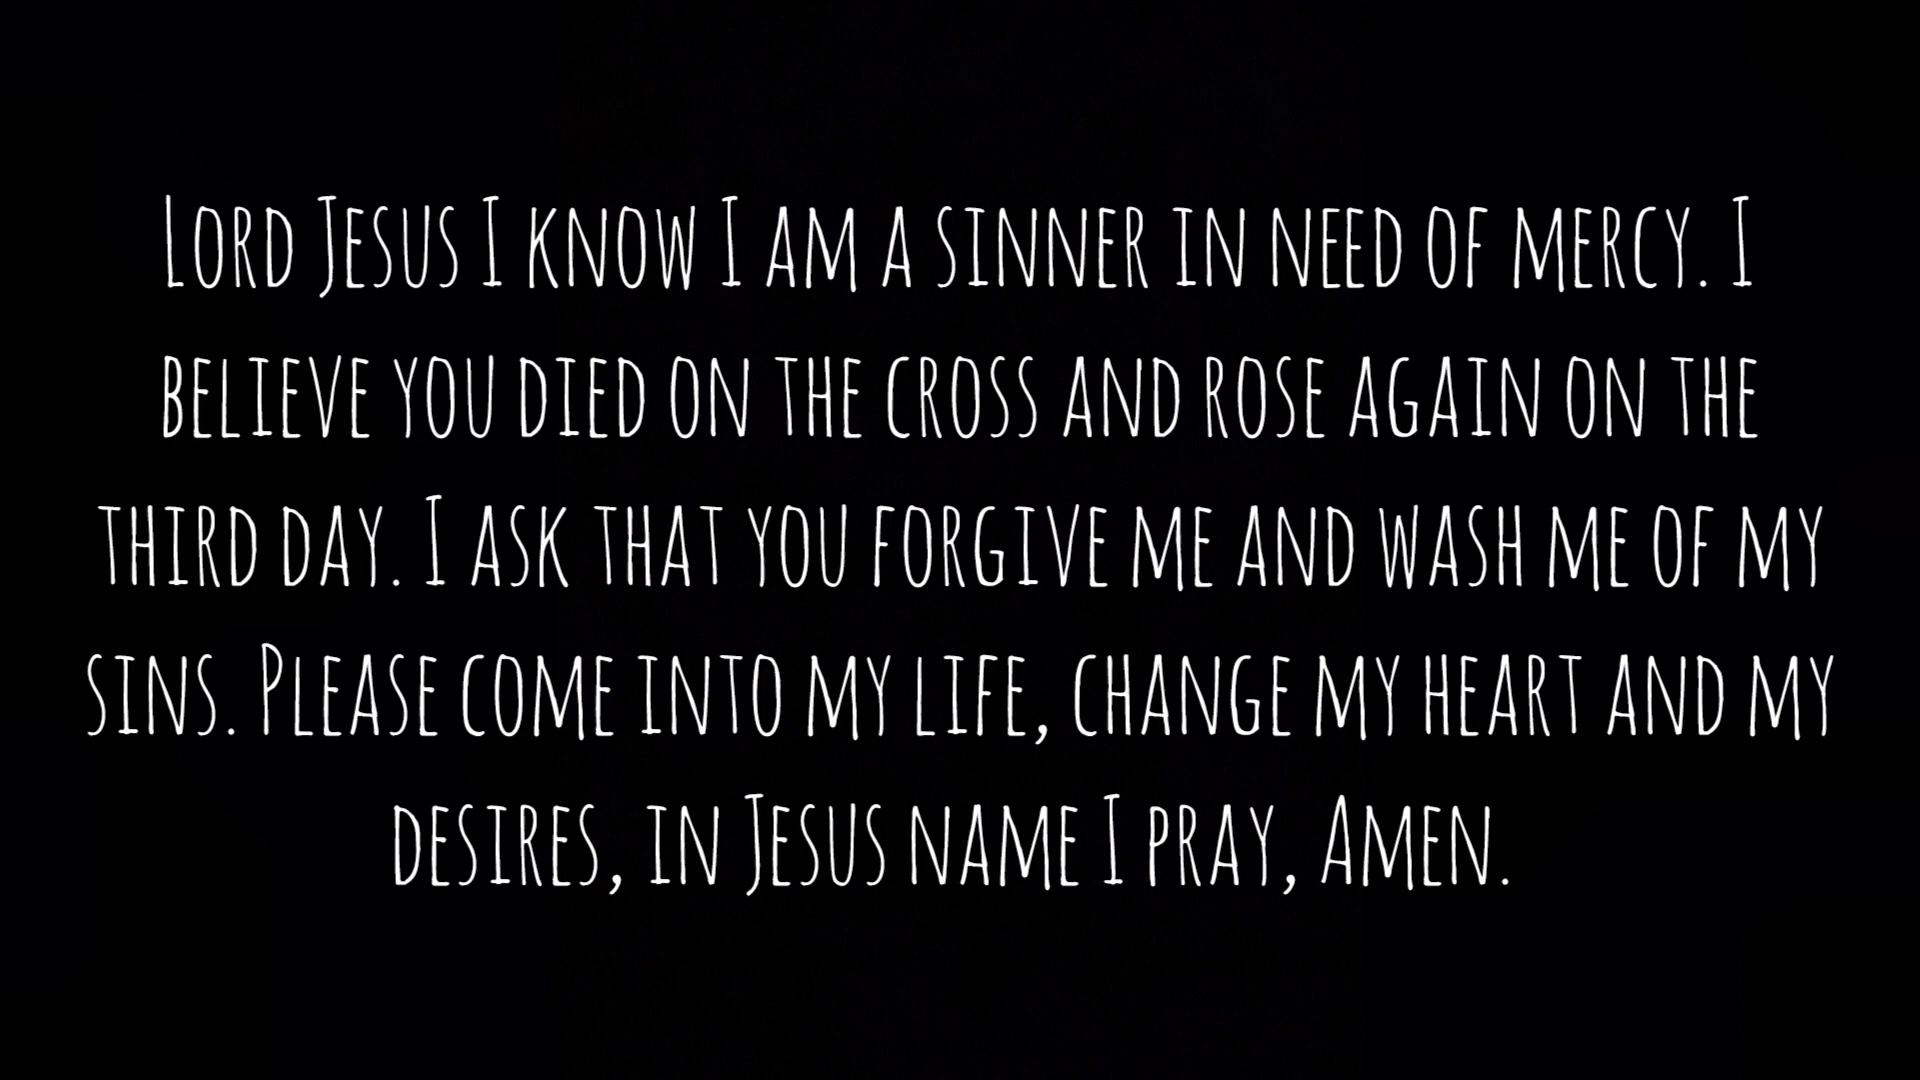 Lord Jesus I know I am a sinner in need of mercy. I
believe you died on the cross and rose again on the
third day. I ask that you forgive me and wash me of my
sins. Please come into my life, change my heart and my
desires, in Jesus name I pray, Amen.